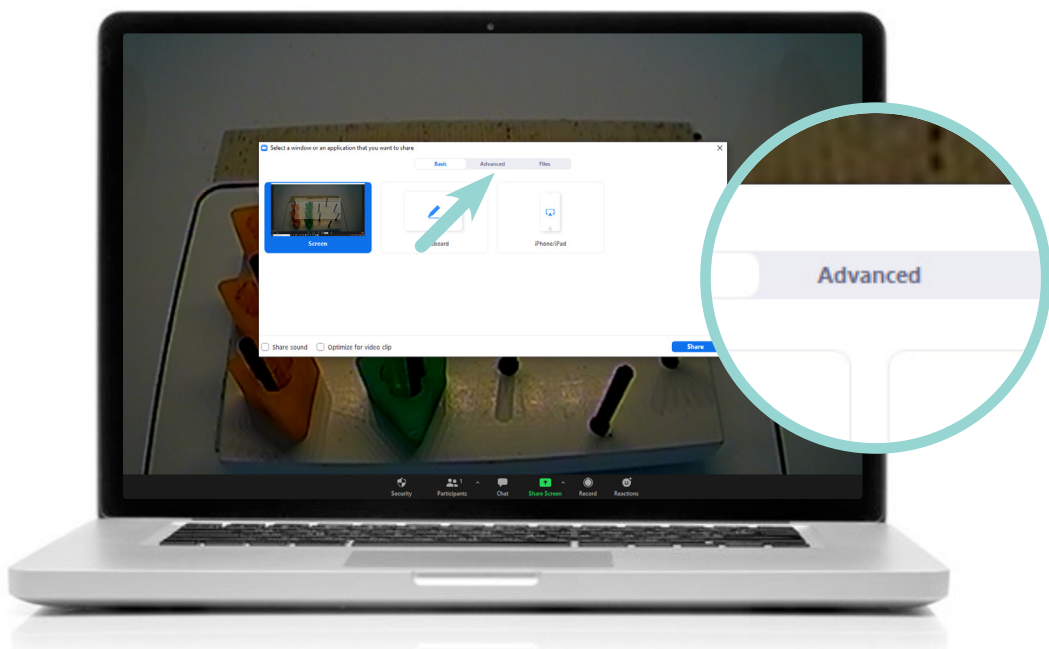 Select a window or an application that you want to share
Basic Advanced Files
Screen
iPhone/iPad
Share sound Optimize for video clip
Share
Advanced
1
Security Participants Chat Share Screen Record Reactions